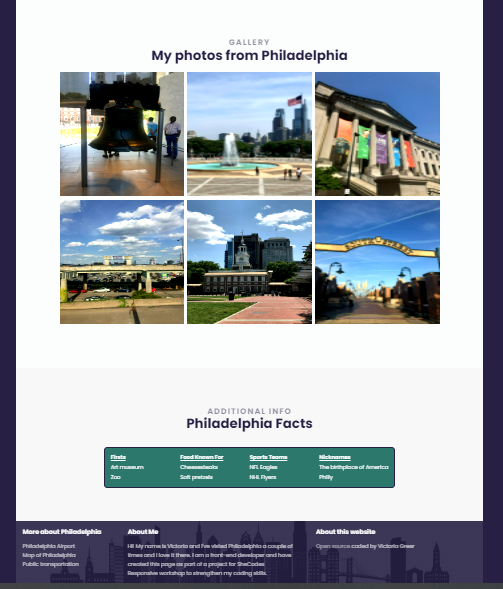 GALLERY
My photos from Philadelphia
ADDITIONAL INFO
Philadelphia Facts
Firsts Food Known For Sports Teams Nicknames
Art museum Cheesesteaks NFL Eagles The birthplace of America
Zoo Soft pretzels NHL Flyers Philly
More about Philadelphia
Philadelphia Airport
Map of Philadelphia
Public transportation
About Me
Hi! My name is Victoria and I've visited Philadelphia a couple of
times and I love it there. I am a front-end developer and have
created this page as part of a project for SheCodes
Responsive workshop to strengthen my coding skills.
About this website
Open source coded by Victoria Greer